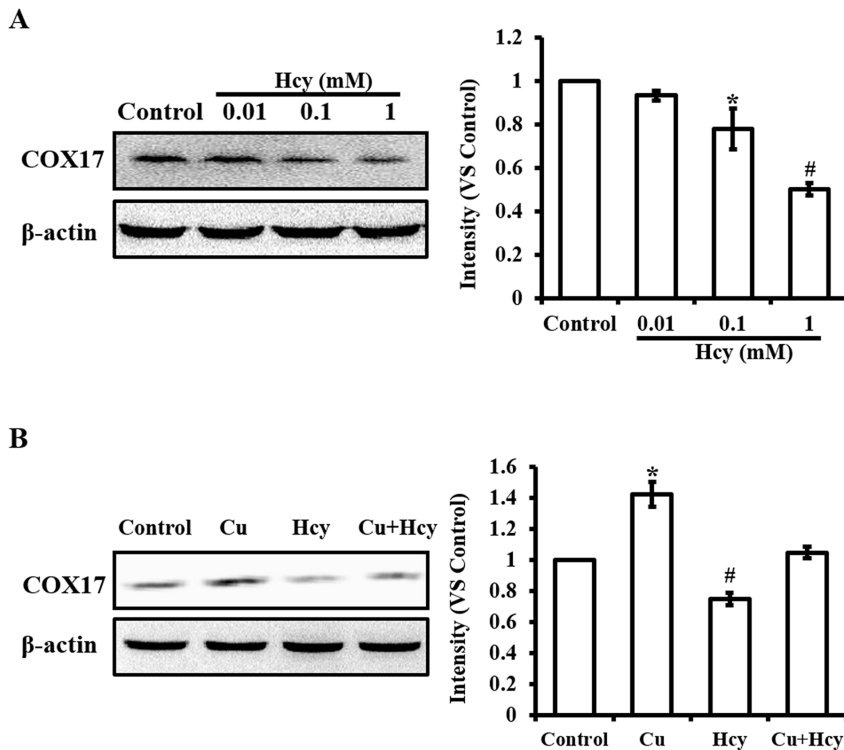 A
Hcy (mM)
Control 0.01 0.1 1
COX17
β-actin
Intensity (VS Control)
1.2
1
0.8
0.6
0.4
0.2
0
*
#
Control 0.01 0.1 1
Hcy (mM)
B
Control Cu Hcy Cu+Hcy
COX17
β-actin
Intensity (VS Control)
1.6
1.4
1.2
1
0.8
0.6
0.4
0.2
0
*
#
Control Cu Hcy Cu+Hcy